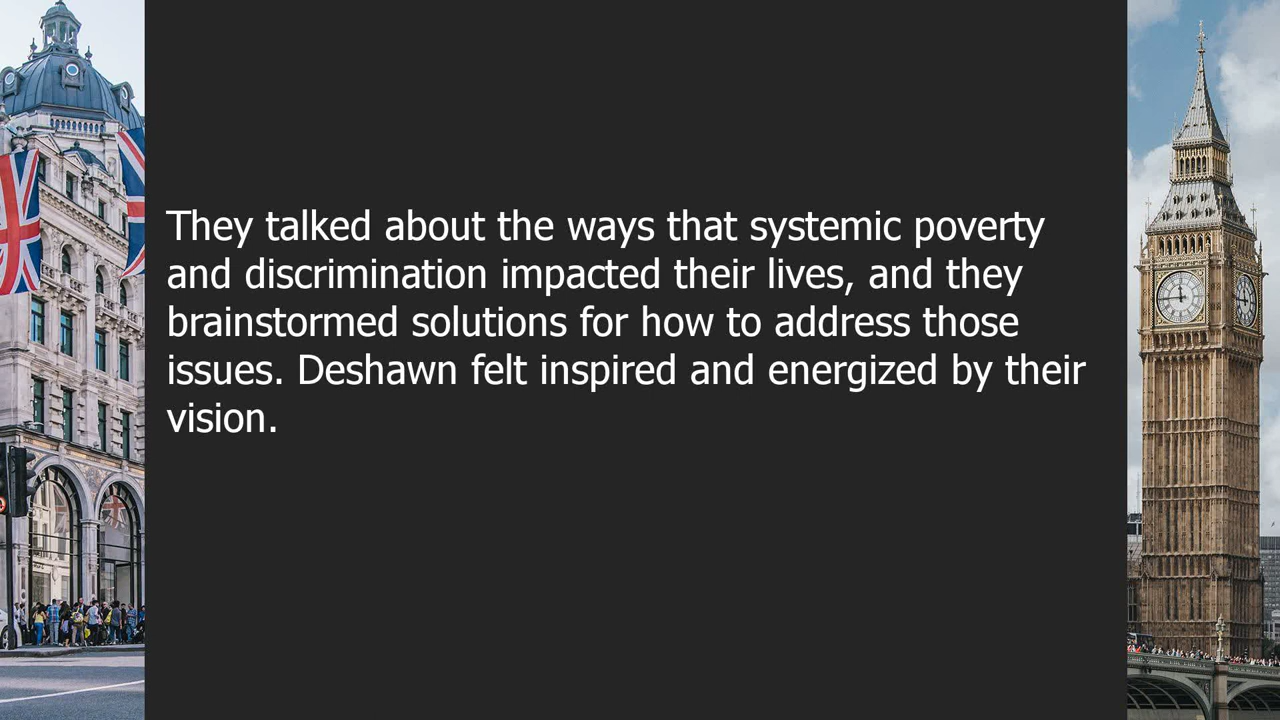 They talked about the ways that systemic poverty
and discrimination impacted their lives, and they
brainstormed solutions for how to address those
issues. Deshawn felt inspired and energized by their
vision.